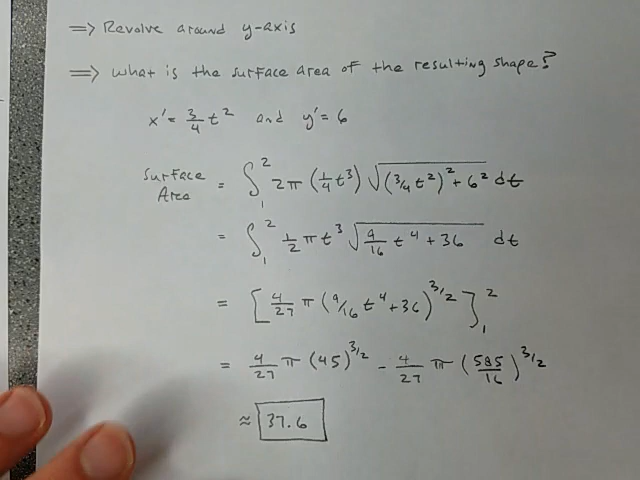 ⇒ Revolve around y-axis
⇒ What is the surface area of the resulting shape?
x' = 3/4 t² and y' = 6
Surface Area = ∫₁² 2π (1/4 t³) √((3/4 t²)² + 6²) dt
= ∫₁² 1/2 π t³ √(9/16 t⁴ + 36) dt
= [4/27 π (9/16 t⁴ + 36)^3/2]₁²
= 4/27 π (45)^3/2 - 4/27 π (585/16)^3/2
≈ 37.6